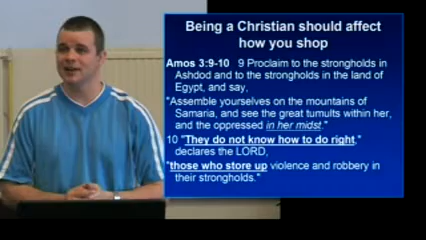 Being a Christian should affect
how you shop
Amos 3:9-10 9 Proclaim to the strongholds in
Ashdod and to the strongholds in the land of
Egypt, and say,
"Assemble yourselves on the mountains of
Samaria, and see the great tumults within her,
and the oppressed in her midst."
10 "They do not know how to do right,"
declares the LORD,
"those who store up violence and robbery in
their strongholds."